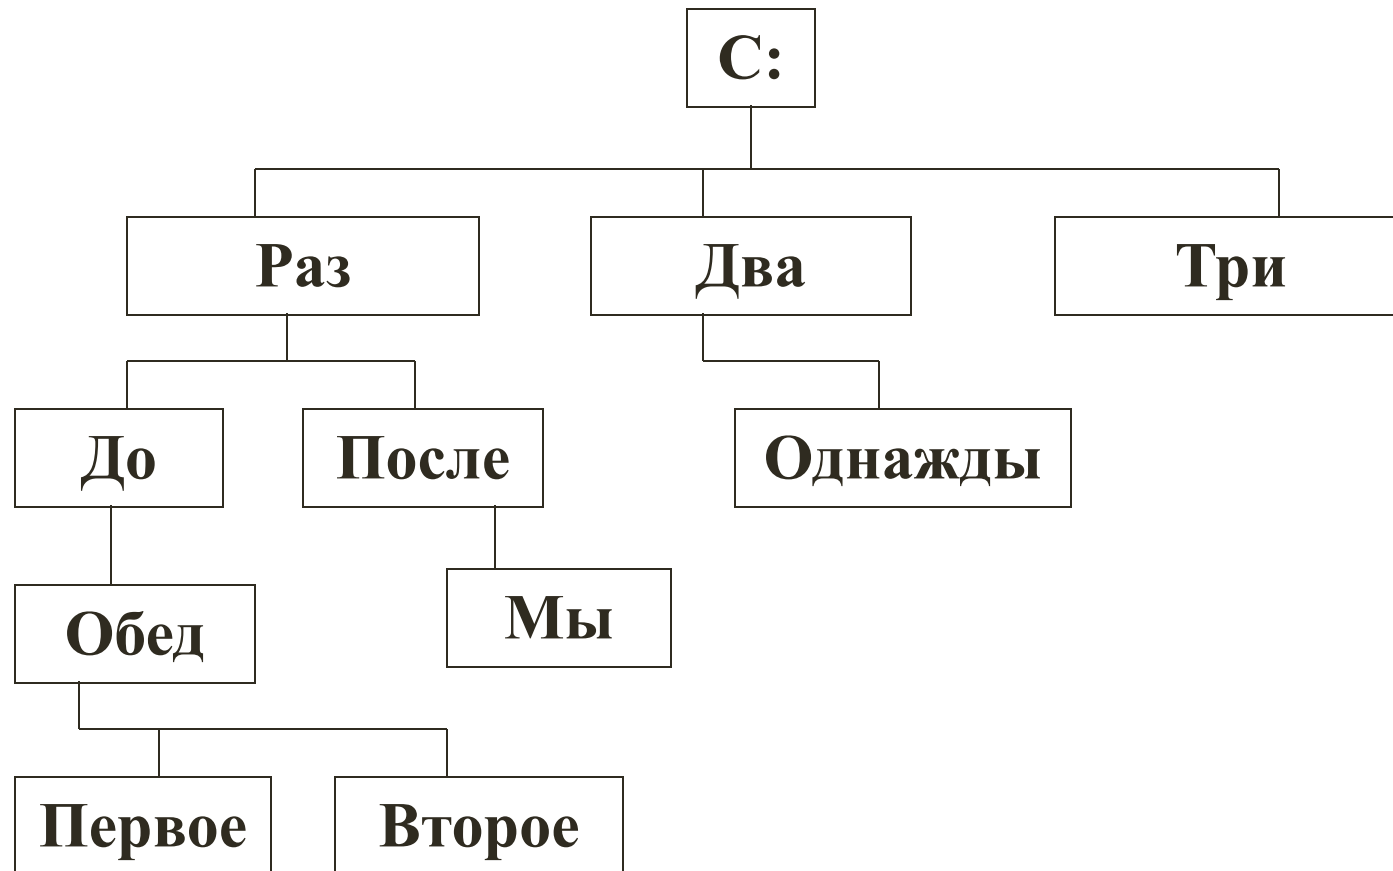 С:
Раз
Два
Три
До
После
Однажды
Обед
Мы
Первое
Второе